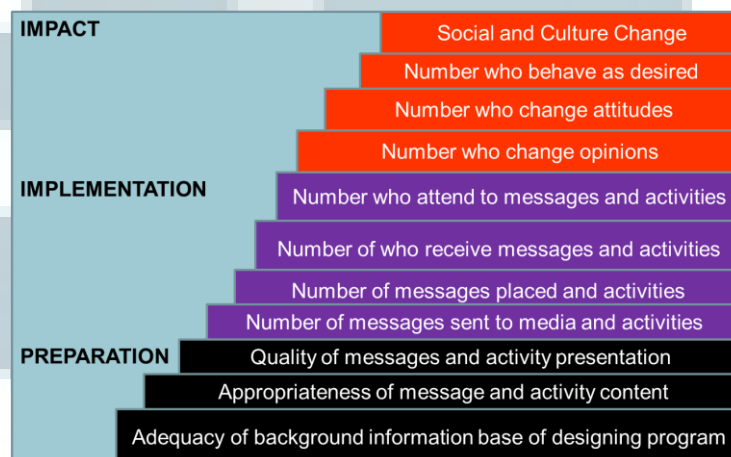 IMPACT
Social and Culture Change
Number who behave as desired
Number who change attitudes
Number who change opinions
IMPLEMENTATION
Number who attend to messages and activities
Number of who receive messages and activities
Number of messages placed and activities
Number of messages sent to media and activities
PREPARATION
Quality of messages and activity presentation
Appropriateness of message and activity content
Adequacy of background information base of designing program